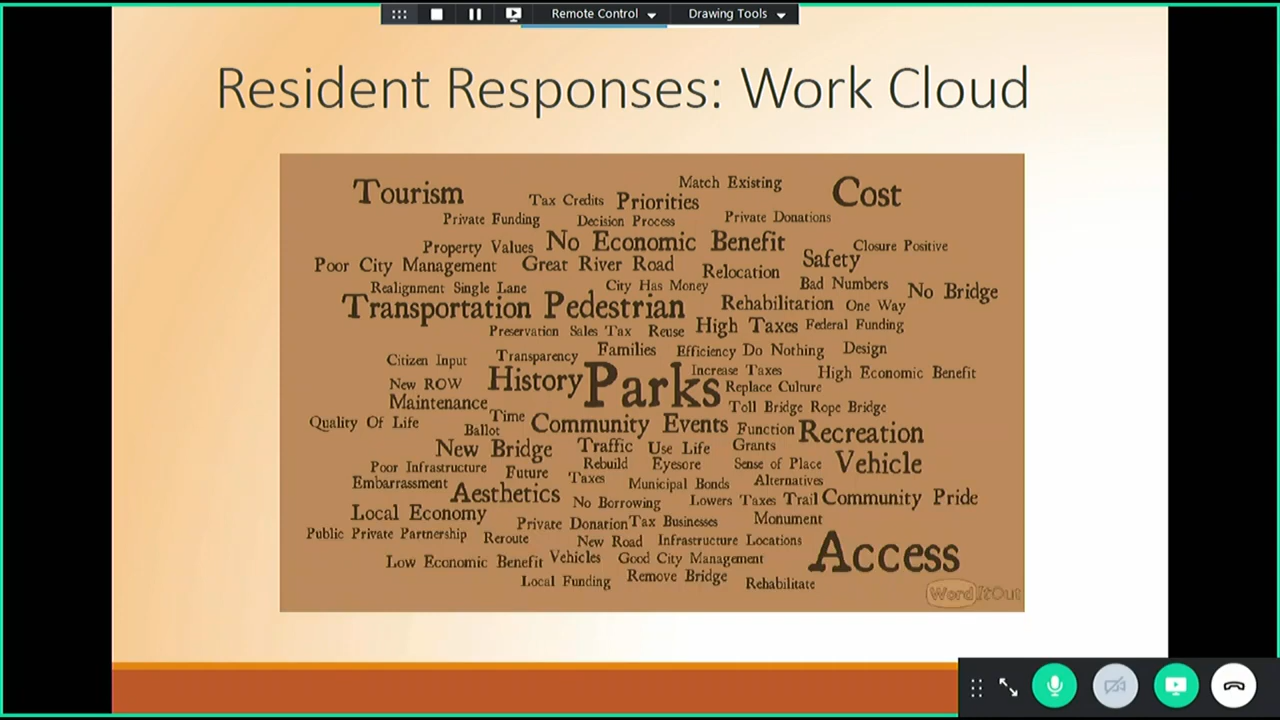 Remote Control Drawing Tools
Resident Responses: Work Cloud
Match Existing
Tourism Tax Credits Priorities Cost
Private Funding Decision Process Private Donations
Property Values No Economic Benefit Closure Positive
Poor City Management Great River Road Relocation Safety
Realignment Single Lane City Has Money Bad Numbers No Bridge
Transportation Pedestrian Rehabilitation One Way
Preservation Sales Tax Reuse High Taxes Federal Funding
Citizen Input Transparency Families Efficiency Do Nothing Design
New ROW History Parks Increase Taxes High Economic Benefit
Replace Culture
Maintenance Toll Bridge Rope Bridge
Quality Of Life Time Community Events Function Recreation
Ballot
New Bridge Traffic Use Life Grants
Poor Infrastructure Future Rebuild Eyesore Sense of Place Vehicle
Embarrassment Aesthetics Taxes Municipal Bonds Alternatives
No Borrowing Lowers Taxes Trail Community Pride
Local Economy Private Donation Tax Businesses Monument
Public Private Partnership Reroute New Road Infrastructure Locations Access
Low Economic Benefit Vehicles Good City Management
Local Funding Remove Bridge Rehabilitate
WordItOut